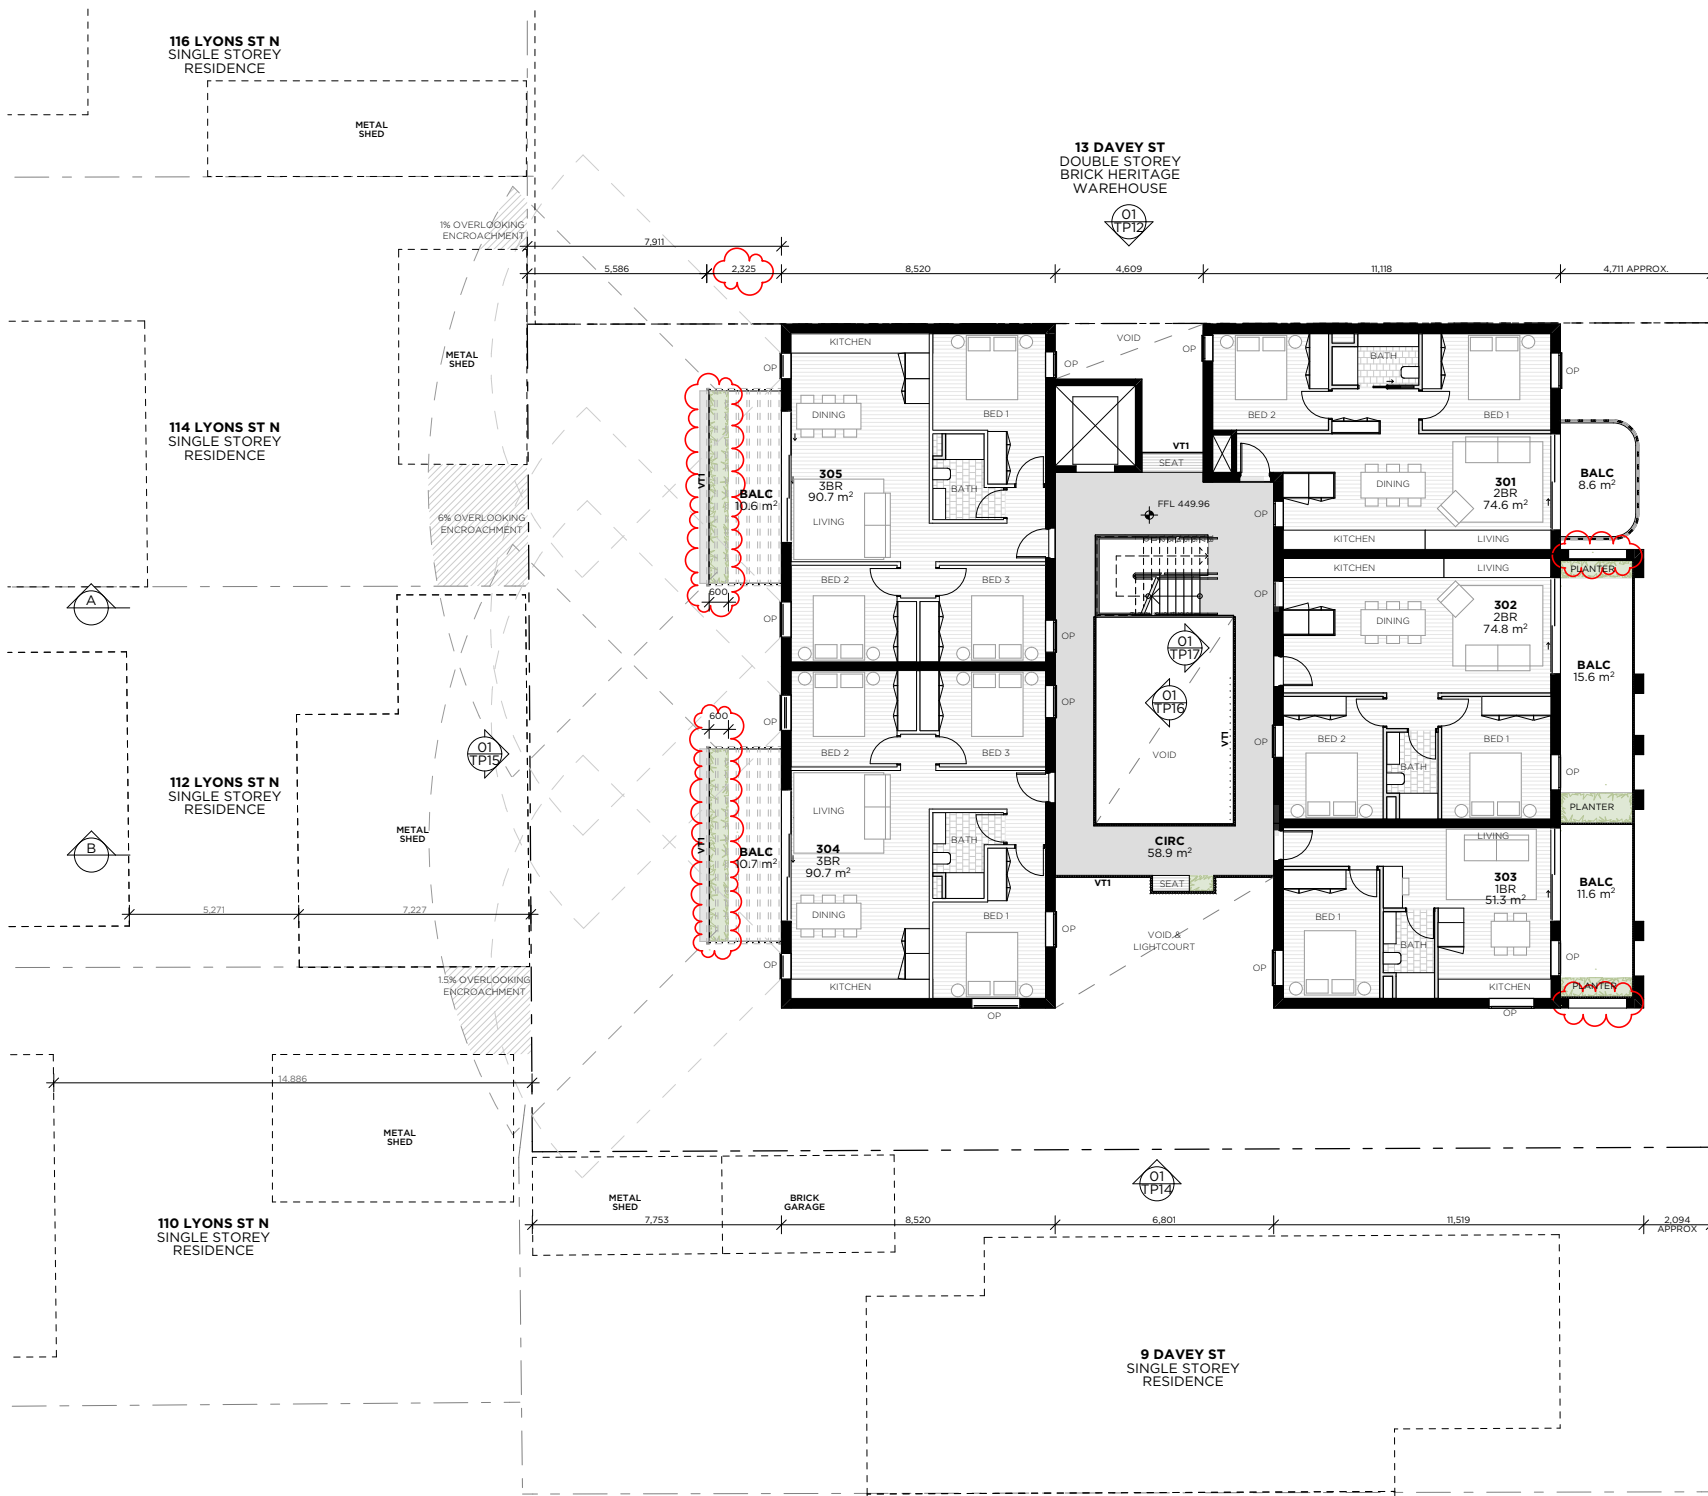 116 LYONS ST N
SINGLE STOREY
RESIDENCE
METAL
SHED
13 DAVEY ST
DOUBLE STOREY
BRICK HERITAGE
WAREHOUSE
01
TP12
1% OVERLOOKING
ENCROACHMENT
7,911
5,586
2,325
8,520
4,609
11,118
4,711 APPROX.
METAL
SHED
114 LYONS ST N
SINGLE STOREY
RESIDENCE
6% OVERLOOKING
ENCROACHMENT
KITCHEN
OP
DINING
BED 1
305
3BR
90.7 m²
LIVING
BATH
VT1
BALC
10.6 m²
600
BED 2
BED 3
OP
OP
OP
VOID
OP
VT1
SEAT
FFL 449.96
BED 2
BATH
BED 1
OP
DINING
301
2BR
74.6 m²
BALC
8.6 m²
OP
KITCHEN
LIVING
KITCHEN
LIVING
PLANTER
OP
DINING
302
2BR
74.8 m²
BALC
15.6 m²
A
01
TP17
01
TP16
VOID
VT1
OP
BED 2
BATH
BED 1
OP
PLANTER
112 LYONS ST N
SINGLE STOREY
RESIDENCE
01
TP15
METAL
SHED
B
5,271
7,227
600
OP
BED 2
BED 3
OP
LIVING
VT1
BALC
10.7 m²
304
3BR
90.7 m²
BATH
DINING
BED 1
OP
KITCHEN
OP
OP
CIRC
58.9 m²
VT1
SEAT
VOID &
LIGHTCOURT
LIVING
303
1BR
51.3 m²
BALC
11.6 m²
BED 1
BATH
OP
OP
KITCHEN
PLANTER
OP
1.5% OVERLOOKING
ENCROACHMENT
14,886
METAL
SHED
110 LYONS ST N
SINGLE STOREY
RESIDENCE
METAL
SHED
BRICK
GARAGE
01
TP14
7,753
8,520
6,801
11,519
2,094
APPROX
9 DAVEY ST
SINGLE STOREY
RESIDENCE